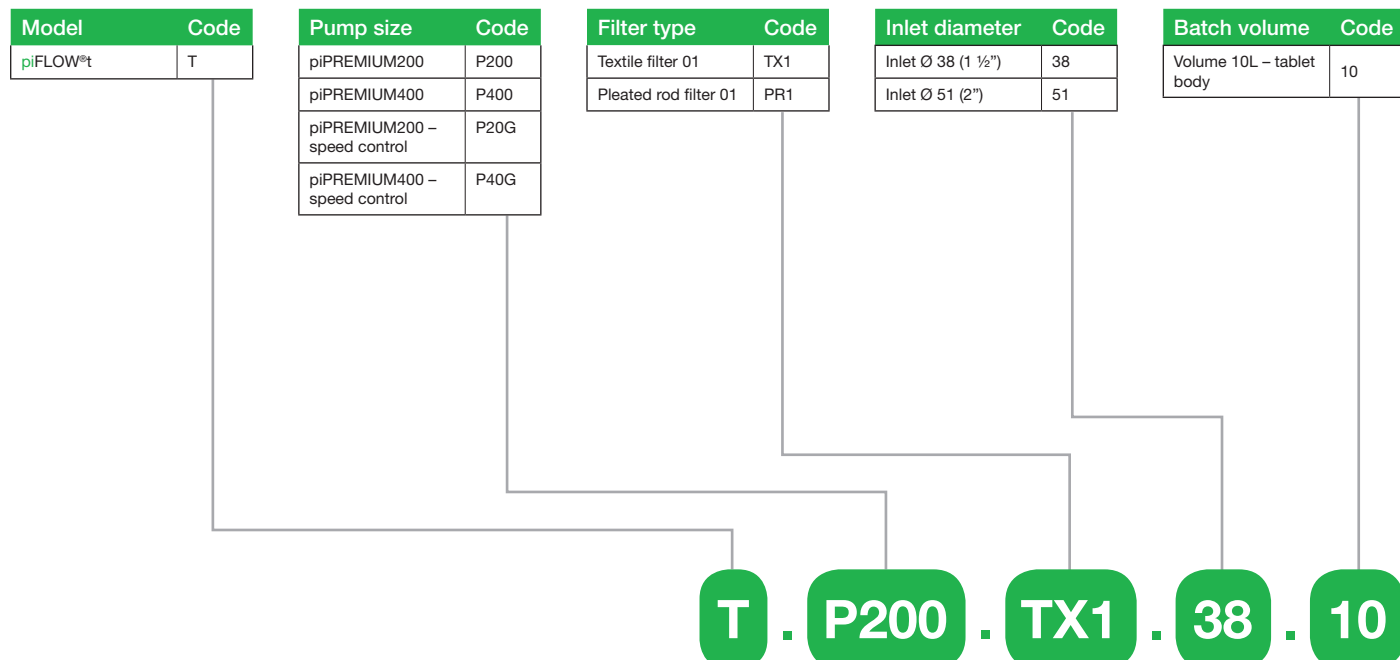 Model Code
piFLOW®t T
Pump size Code
piPREMIUM200 P200
piPREMIUM400 P400
piPREMIUM200 –
speed control P20G
piPREMIUM400 –
speed control P40G
Filter type Code
Textile filter 01 TX1
Pleated rod filter 01 PR1
Inlet diameter Code
Inlet Ø 38 (1 ½”) 38
Inlet Ø 51 (2”) 51
Batch volume Code
Volume 10L – tablet
body 10
T . P200 . TX1 . 38 . 10